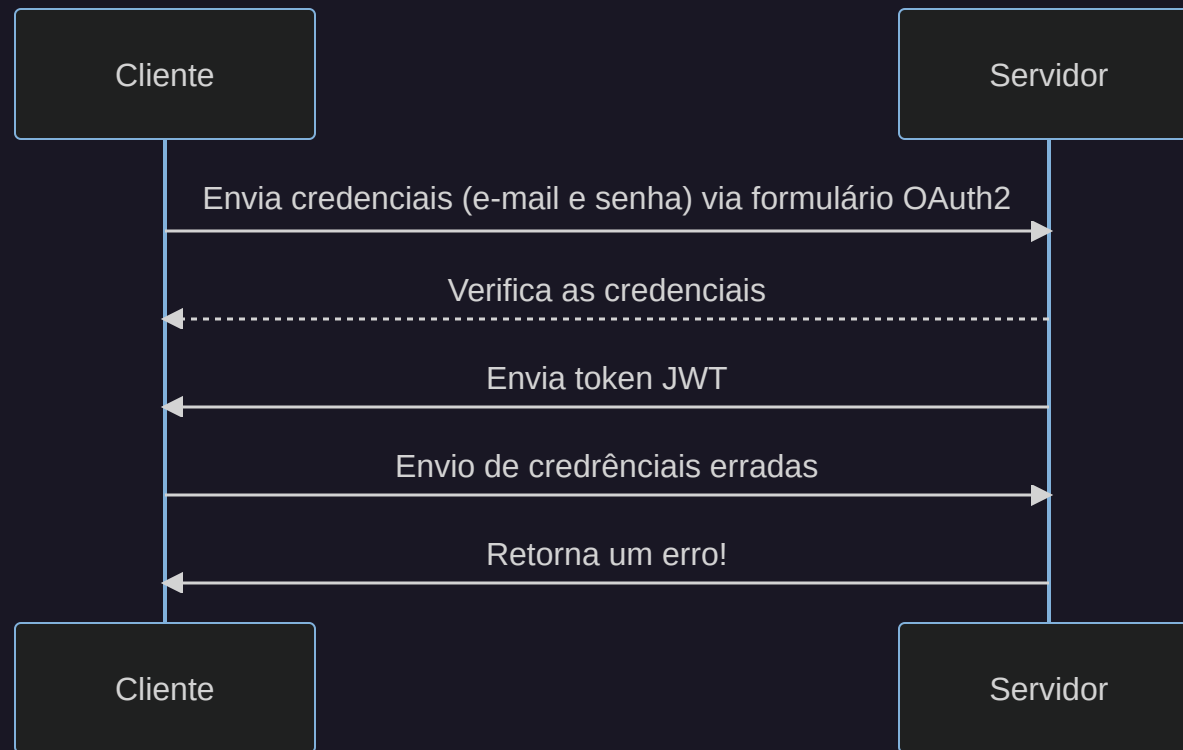 Cliente
Servidor
Envia credenciais (e-mail e senha) via formulário OAuth2
Verifica as credenciais
Envia token JWT
Envio de credrênciais erradas
Retorna um erro!
Cliente
Servidor